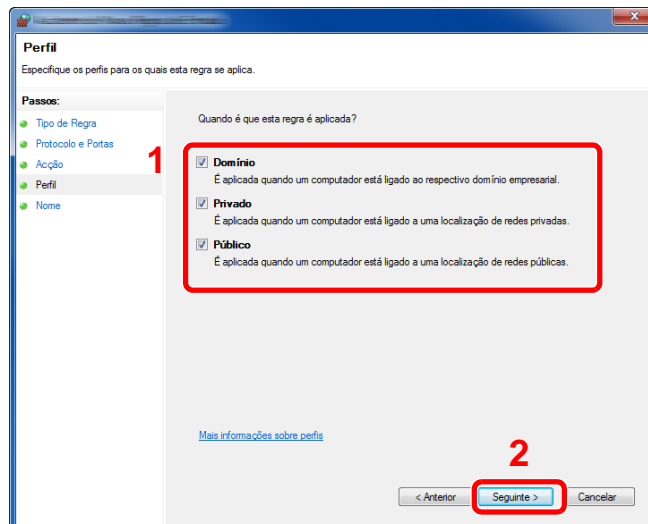 Perfil
Especifique os perfis para os quais esta regra se aplica.
Passos:
Tipo de Regra
Protocolo e Portas
Acção
Perfil
Nome
Quando é que esta regra é aplicada?
1
Domínio
É aplicada quando um computador está ligado ao respectivo domínio empresarial.
Privado
É aplicada quando um computador está ligado a uma localização de redes privadas.
Público
É aplicada quando um computador está ligado a uma localização de redes públicas.
Mais informações sobre perfis
2
< Anterior
Seguinte >
Cancelar